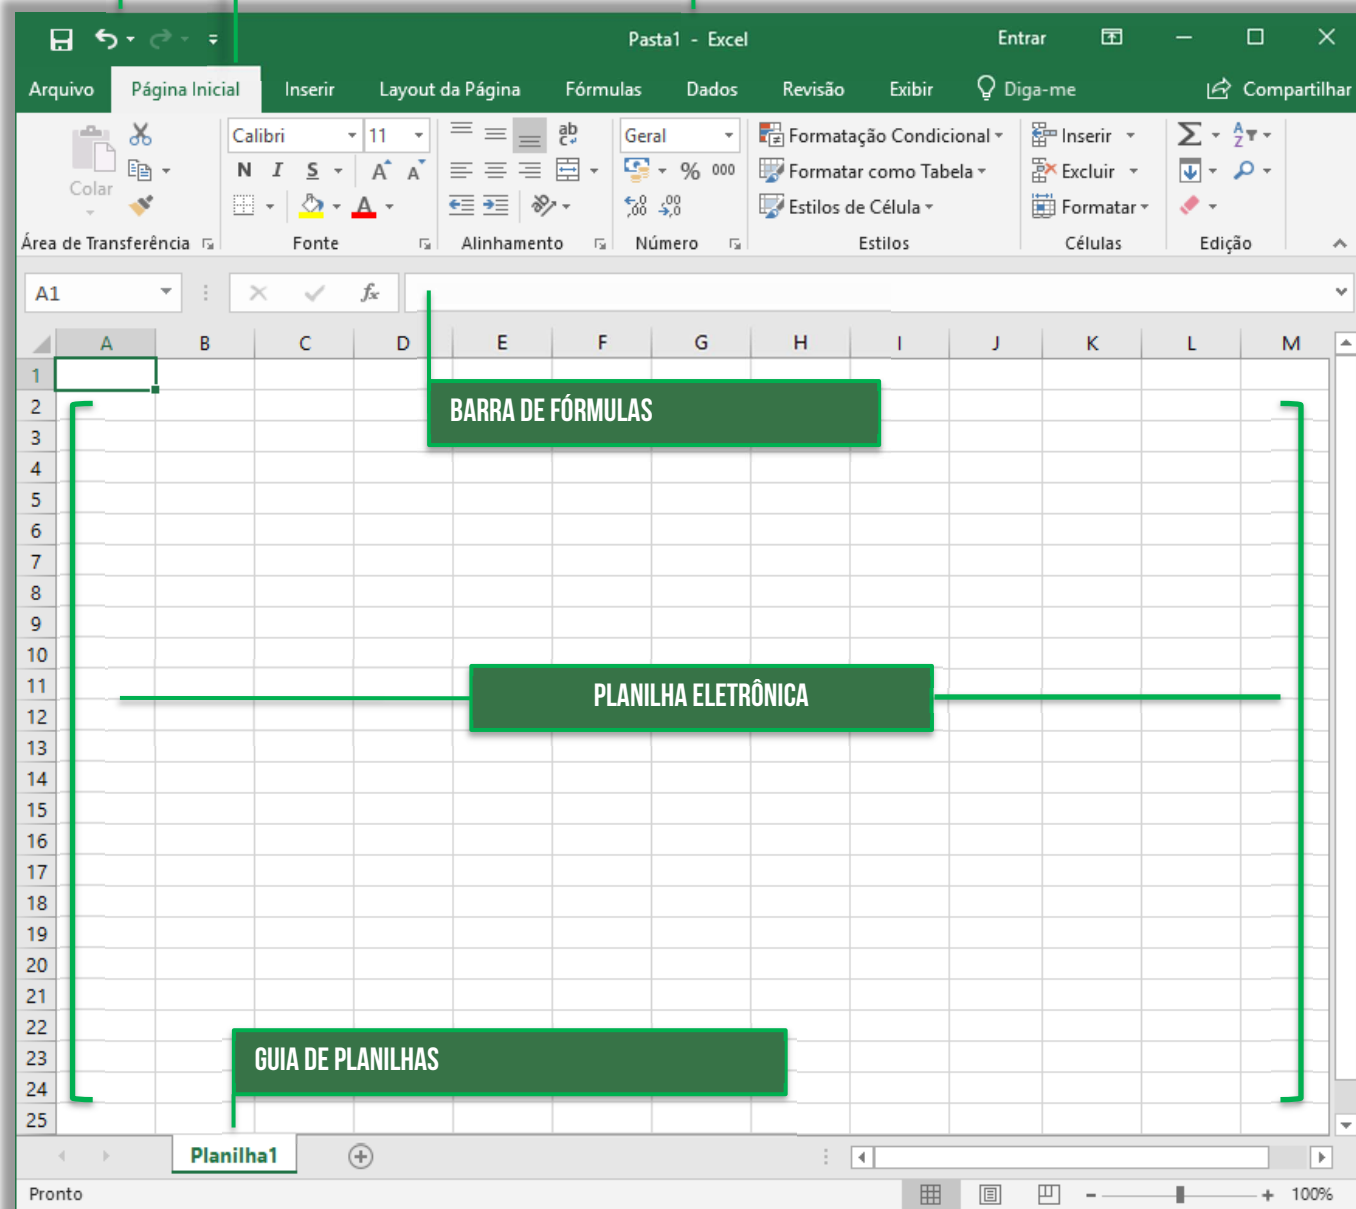 Pasta1 - Excel
Entrar
Arquivo Página Inicial Inserir Layout da Página Fórmulas Dados Revisão Exibir Diga-me Compartilhar
Colar
Calibri 11
ab
c
Geral
Formatação Condicional
Inserir
Σ
A
Z
N I S A A
% 000
Formatar como Tabela
Excluir
A
,00
,00
Estilos de Célula
Formatar
Área de Transferência Fonte Alinhamento Número Estilos Células Edição
A1
fx
A B C D E F G H I J K L M
1
2
BARRA DE FÓRMULAS
3
4
5
6
7
8
9
10
11
PLANILHA ELETRÔNICA
12
13
14
15
16
17
18
19
20
21
22
23
GUIA DE PLANILHAS
24
25
Planilha1
Pronto
- + 100%